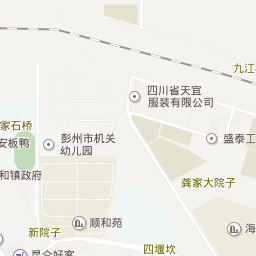 九江
四川省天宜
服装有限公司
家石桥
安板鸭
彭州市机关
幼儿园
盛泰工
和镇政府
龚家大院子
新院子
顺和苑
海
昆仑好客
四堰坎